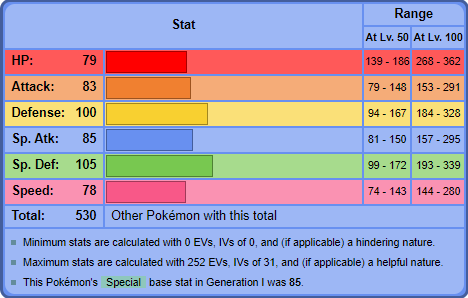 Stat Range
At Lv. 50 At Lv. 100
HP: 79 139 - 186 268 - 362
Attack: 83 79 - 148 153 - 291
Defense: 100 94 - 167 184 - 328
Sp. Atk: 85 81 - 150 157 - 295
Sp. Def: 105 99 - 172 193 - 339
Speed: 78 74 - 143 144 - 280
Total: 530 Other Pokémon with this total
Minimum stats are calculated with 0 EVs, IVs of 0, and (if applicable) a hindering nature.
Maximum stats are calculated with 252 EVs, IVs of 31, and (if applicable) a helpful nature.
This Pokémon's Special base stat in Generation I was 85.